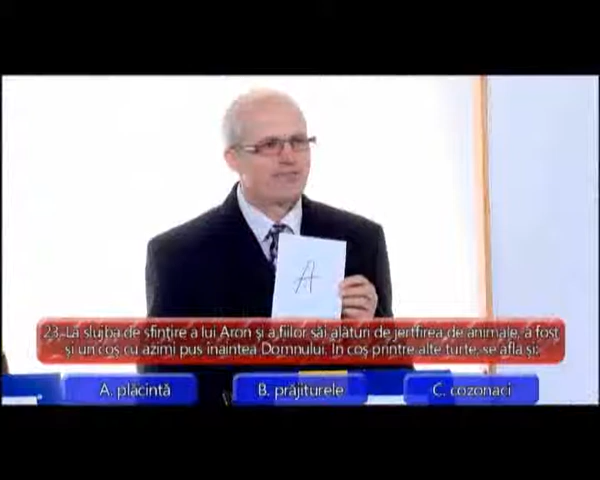 A
23. La slujba de sfințire a lui Aron și a fiilor săi alături de jertfirea de animale, a fost
și un coș cu azimi pus înaintea Domnului. În coș printre alte turte, se afla și:
A. plăcintă
B. prăjiturele
C. cozonaci